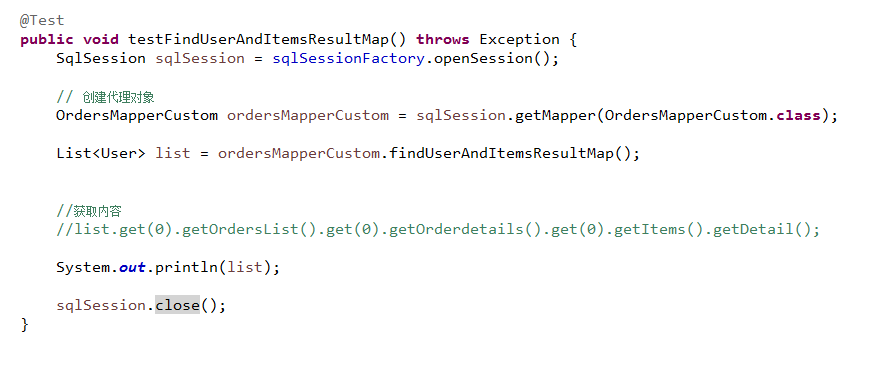 @Test
public void testFindUserAndItemsResultMap() throws Exception {
SqlSession sqlSession = sqlSessionFactory.openSession();
// 创建代理对象
OrdersMapperCustom ordersMapperCustom = sqlSession.getMapper(OrdersMapperCustom.class);
List<User> list = ordersMapperCustom.findUserAndItemsResultMap();
//获取内容
//list.get(0).getOrdersList().get(0).getOrderdetails().get(0).getItems().getDetail();
System.out.println(list);
sqlSession.close();
}